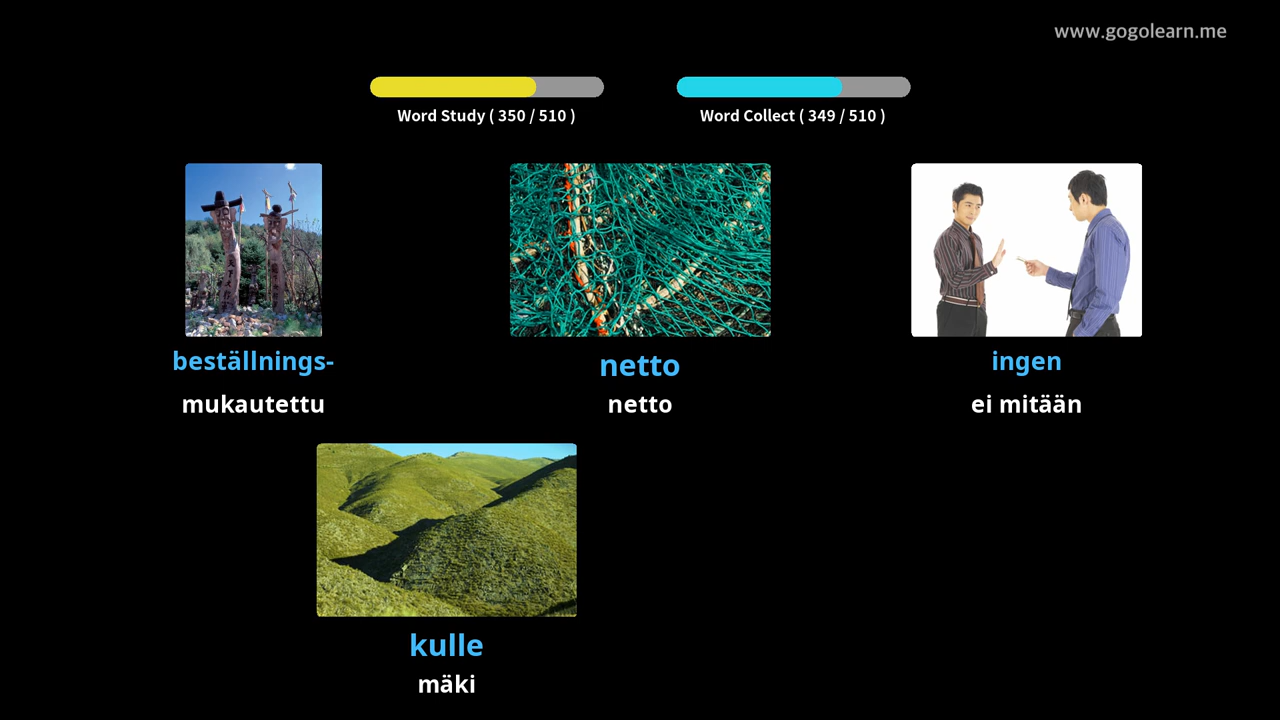 www.gogolearn.me
Word Study ( 350 / 510 )
Word Collect ( 349 / 510 )
beställnings-
mukautettu
netto
netto
ingen
ei mitään
kulle
mäki